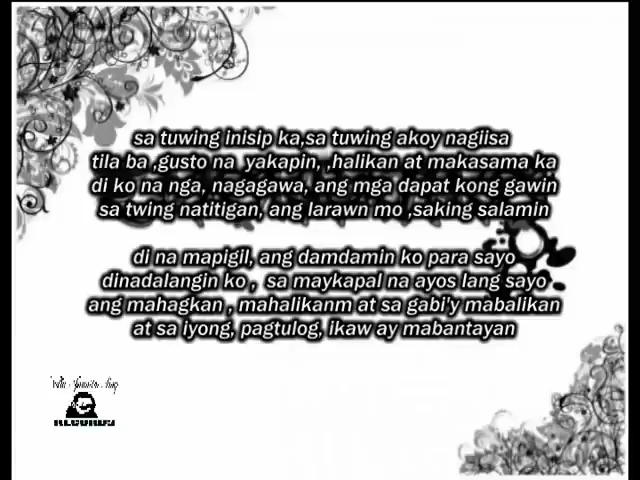 sa tuwing inisip ka,sa tuwing akoy nagiisa
tila ba ,gusto na yakapin, ,halikan at makasama ka
di ko na nga, nagagawa, ang mga dapat kong gawin
sa twing natitigan, ang larawn mo ,saking salamin
di na mapigil, ang damdamin ko para sayo
dinadalangin ko , sa maykapal na ayos lang sayo
ang mahagkan , mahalikanm at sa gabi'y mabalikan
at sa iyong, pagtulog, ikaw ay mabantayan
RECORDS